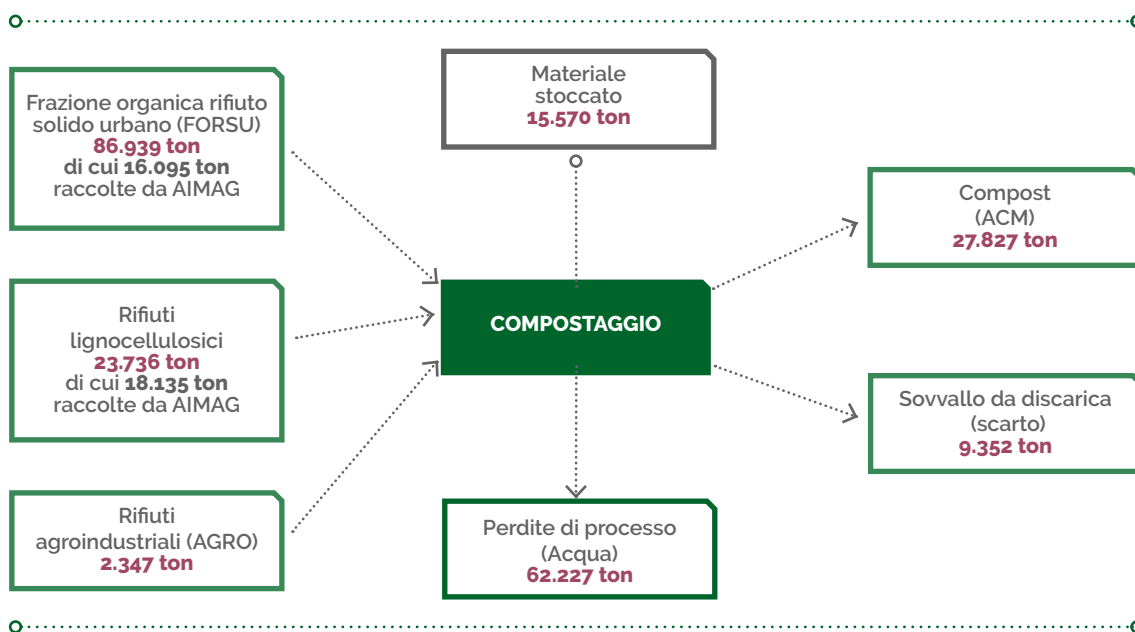 Frazione organica rifiuto
solido urbano (FORSU)
86.939 ton
di cui 16.095 ton
raccolte da AIMAG
Rifiuti
lignocellulosici
23.736 ton
di cui 18.135 ton
raccolte da AIMAG
Rifiuti
agroindustriali (AGRO)
2.347 ton
Materiale
stoccato
15.570 ton
COMPOSTAGGIO
Perdite di processo
(Acqua)
62.227 ton
Compost
(ACM)
27.827 ton
Sovvallo da discarica
(scarto)
9.352 ton